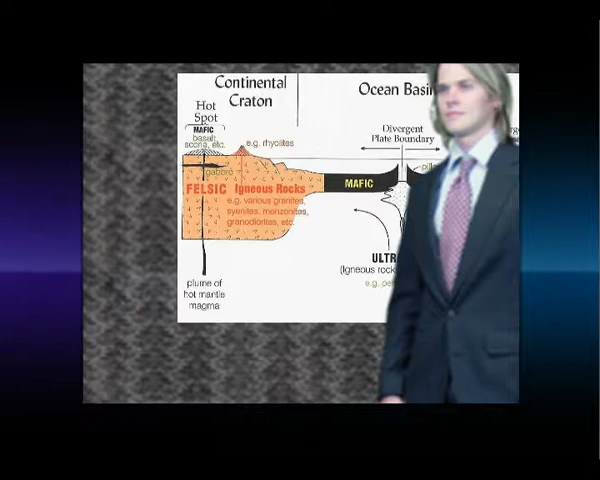 Continental
Craton
Ocean Basin
Hot
Spot
MAFIC
basalt,
scoria, etc.
e.g. rhyolites
Divergent
Plate Boundary
gabbro
FELSIC Igneous Rocks
e.g. various granites,
syenites, monzonites,
granodiorites, etc.
MAFIC
ULTR
(Igneous rock
plume of
hot mantle
magma